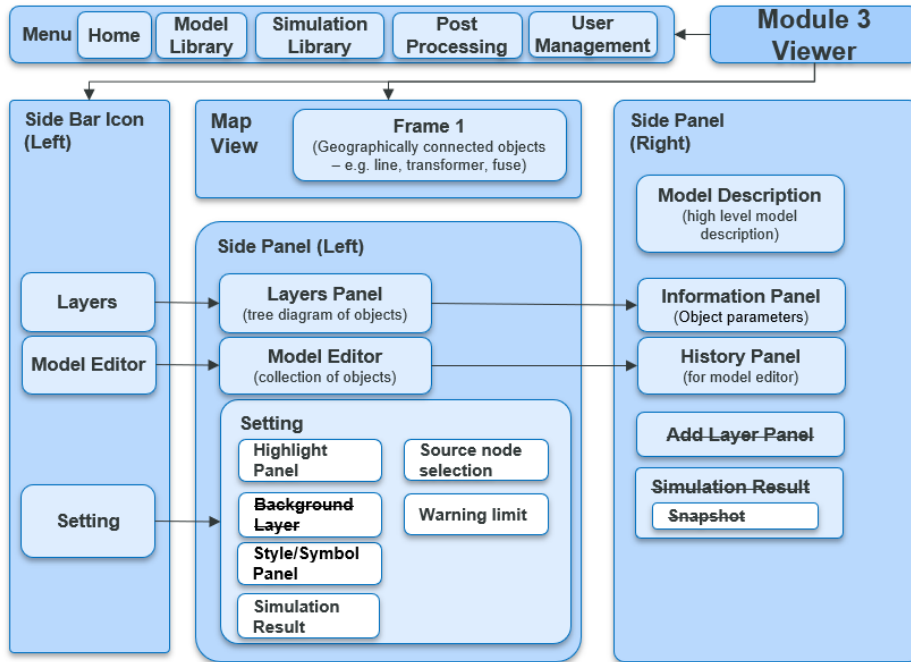 Menu
Home
Model
Library
Simulation
Library
Post
Processing
User
Management
Module 3
Viewer
Side Bar Icon
(Left)
Layers
Model Editor
Setting
Map
View
Frame 1
(Geographically connected objects
– e.g. line, transformer, fuse)
Side Panel (Left)
Layers Panel
(tree diagram of objects)
Model Editor
(collection of objects)
Setting
Highlight
Panel
Background
Layer
Style/Symbol
Panel
Simulation
Result
Source node
selection
Warning limit
Side Panel
(Right)
Model Description
(high level model
description)
Information Panel
(Object parameters)
History Panel
(for model editor)
Add Layer Panel
Simulation Result
Snapshot